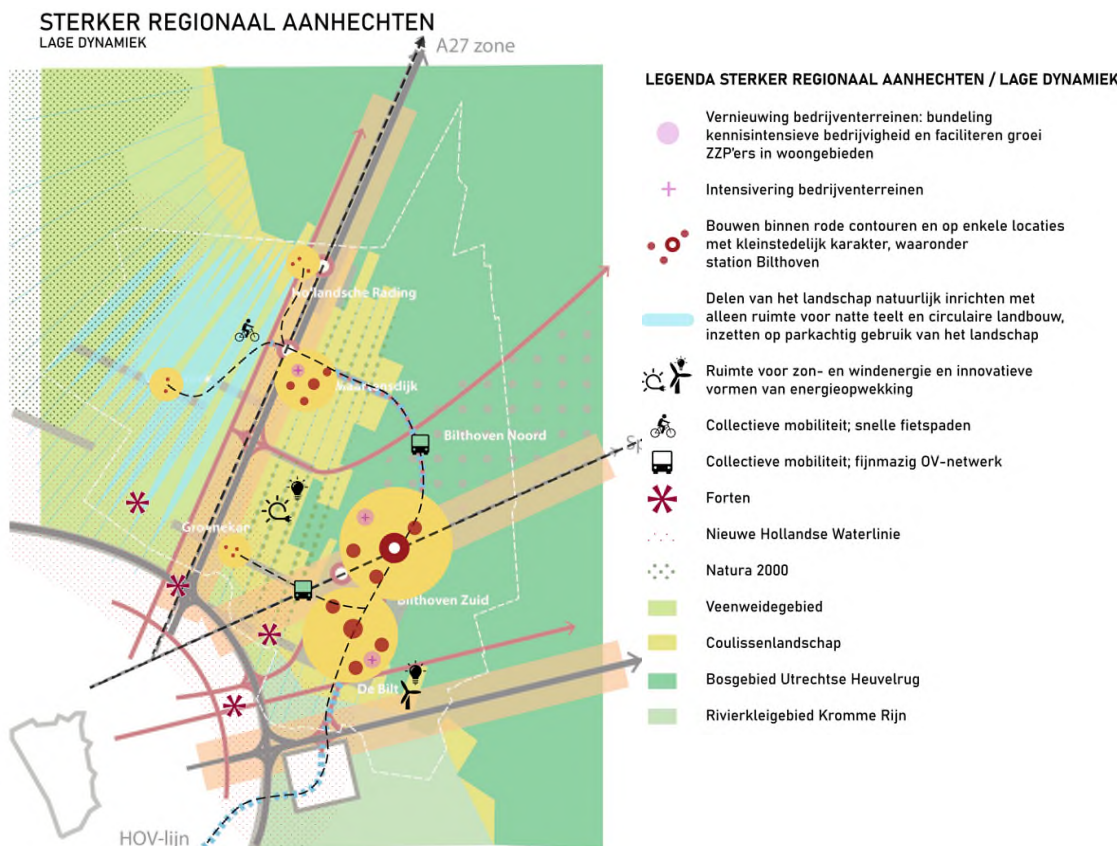 STERKER REGIONAAL AANHECHTEN
LAGE DYNAMIEK
A27 zone
Hollandsche Rading
Bilthoven Noord
Groenekan
Bilthoven Zuid
De Bilt
HOV-lijn
LEGENDA STERKER REGIONAAL AANHECHTEN / LAGE DYNAMIEK
Vernieuwing bedrijventerreinen: bundeling
kennisintensieve bedrijvigheid en faciliteren groei
ZZP'ers in woongebieden
Intensivering bedrijventerreinen
Bouwen binnen rode contouren en op enkele locaties
met kleinstedelijk karakter, waaronder
station Bilthoven
Delen van het landschap natuurlijk inrichten met
alleen ruimte voor natte teelt en circulaire landbouw,
inzetten op parkachtig gebruik van het landschap
Ruimte voor zon- en windenergie en innovatieve
vormen van energieopwekking
Collectieve mobiliteit; snelle fietspaden
Collectieve mobiliteit; fijnmazig OV-netwerk
Forten
Nieuwe Hollandse Waterlinie
Natura 2000
Veenweidegebied
Coulissenlandschap
Bosgebied Utrechtse Heuvelrug
Rivierkleigebied Kromme Rijn